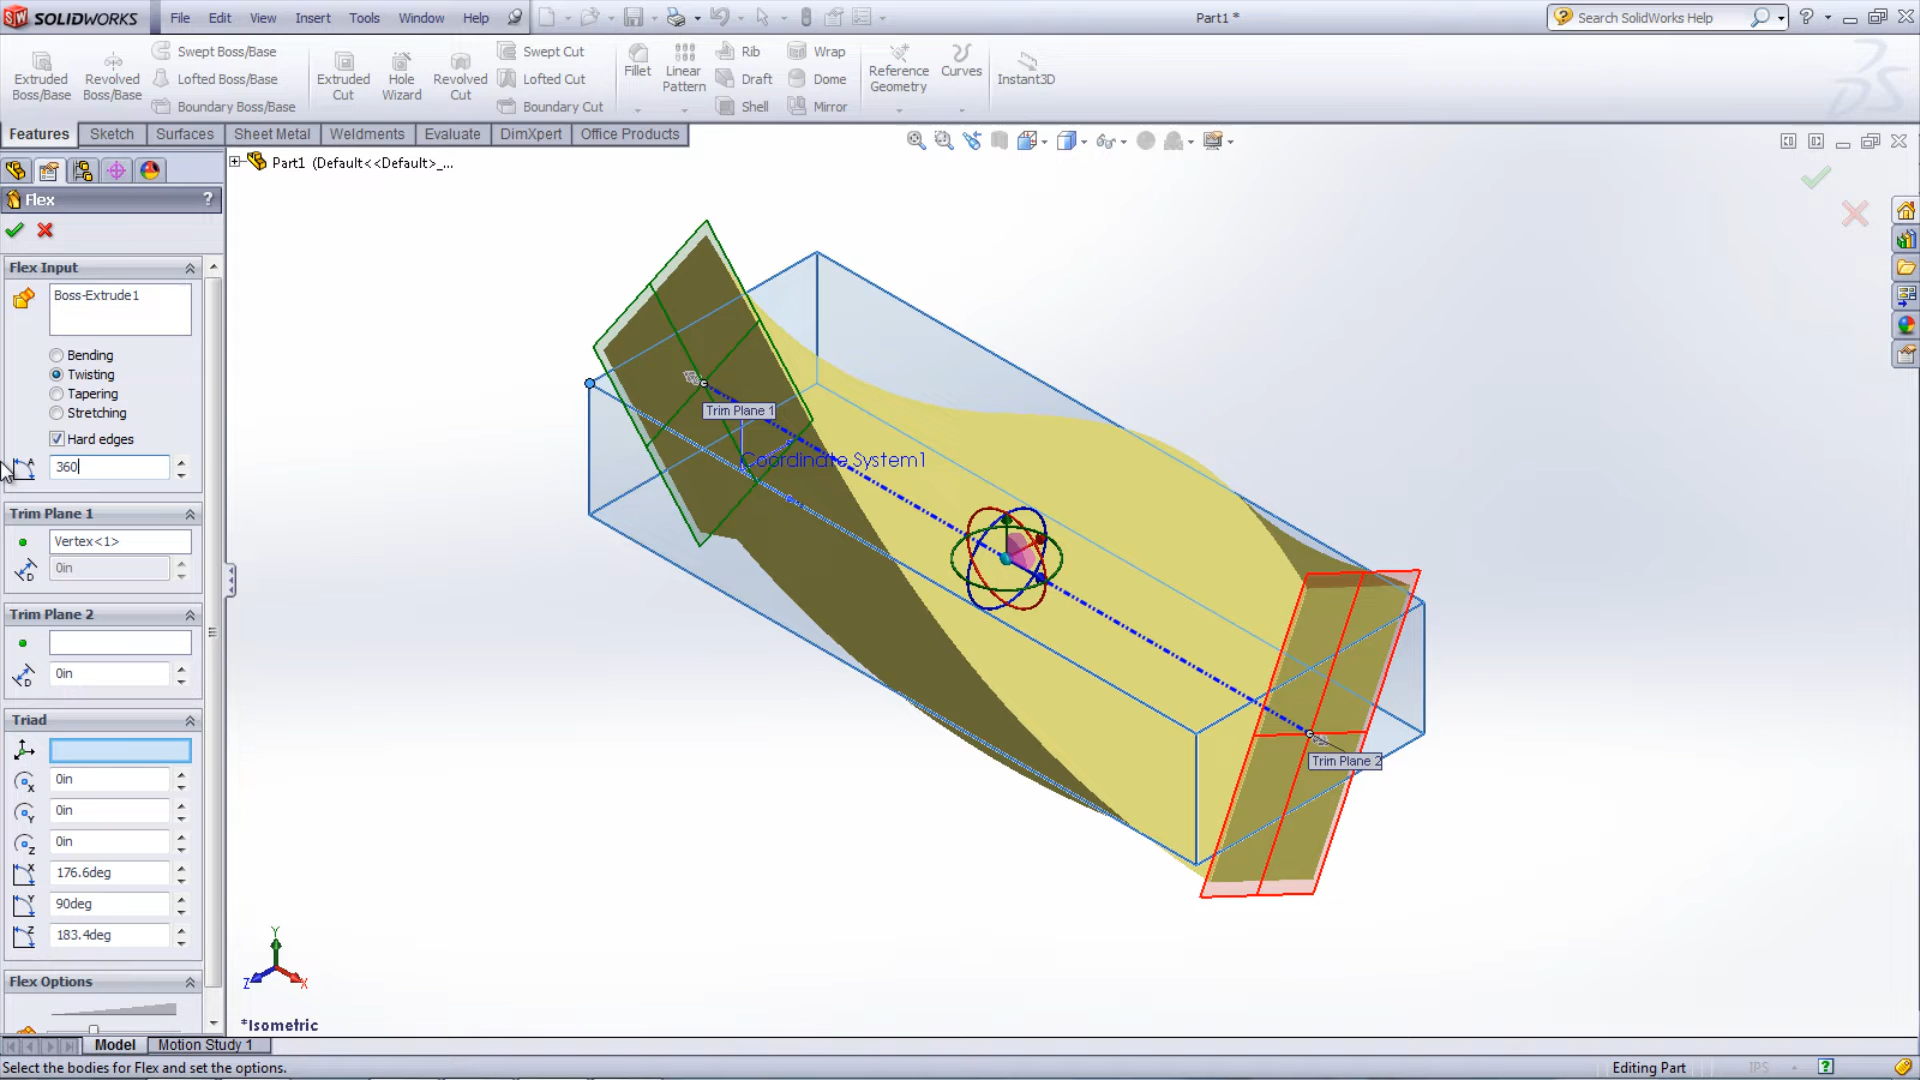 SOLIDWORKS
File Edit View Insert Tools Window Help
Part1 *
Search SolidWorks Help
Extruded Boss/Base
Revolved Boss/Base
Swept Boss/Base
Lofted Boss/Base
Boundary Boss/Base
Extruded Cut
Hole Wizard
Revolved Cut
Swept Cut
Lofted Cut
Boundary Cut
Fillet
Linear Pattern
Rib
Draft
Shell
Wrap
Dome
Mirror
Reference Geometry
Curves
Instant3D
Features Sketch Surfaces Sheet Metal Weldments Evaluate DimXpert Office Products
Part1 (Default<<Default>_...
Flex ?
Flex Input
Boss-Extrude1
Bending
Twisting
Tapering
Stretching
Hard edges
360
Trim Plane 1
Vertex<1>
0in
Trim Plane 2
0in
Triad
0in
0in
0in
176.6deg
90deg
183.4deg
Flex Options
Trim Plane 1
Coordinate System1
Trim Plane 2
Y
Z
X
*Isometric
Model Motion Study 1
Select the bodies for Flex and set the options.
Editing Part
IPS